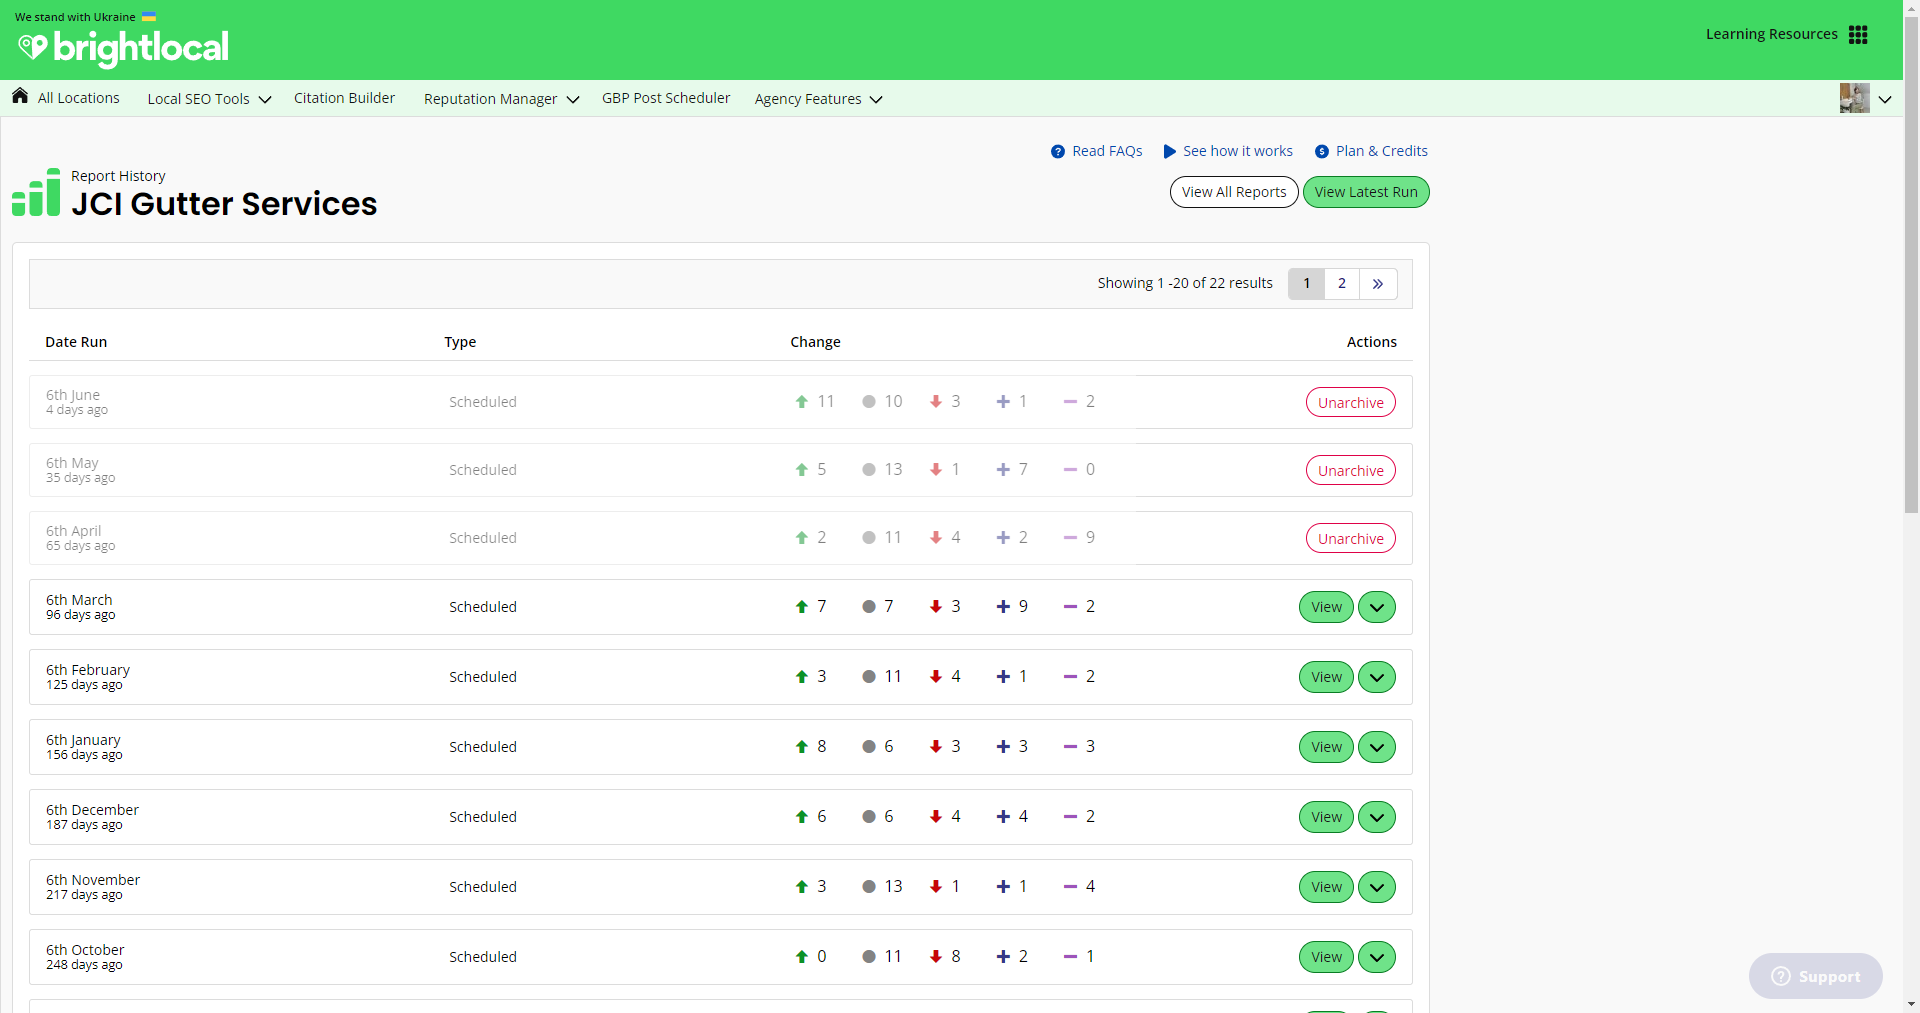 We stand with Ukraine
brightlocal
Learning Resources
All Locations Local SEO Tools Citation Builder Reputation Manager GBP Post Scheduler Agency Features
Read FAQs See how it works Plan & Credits
Report History
JCI Gutter Services
View All Reports View Latest Run
Showing 1 -20 of 22 results 1 2 »
Date Run Type Change Actions
6th June
4 days ago
Scheduled 11 10 3 1 2 Unarchive
6th May
35 days ago
Scheduled 5 13 1 7 0 Unarchive
6th April
65 days ago
Scheduled 2 11 4 2 9 Unarchive
6th March
96 days ago
Scheduled 7 7 3 9 2 View
6th February
125 days ago
Scheduled 3 11 4 1 2 View
6th January
156 days ago
Scheduled 8 6 3 3 3 View
6th December
187 days ago
Scheduled 6 6 4 4 2 View
6th November
217 days ago
Scheduled 3 13 1 1 4 View
6th October
248 days ago
Scheduled 0 11 8 2 1 View
Support